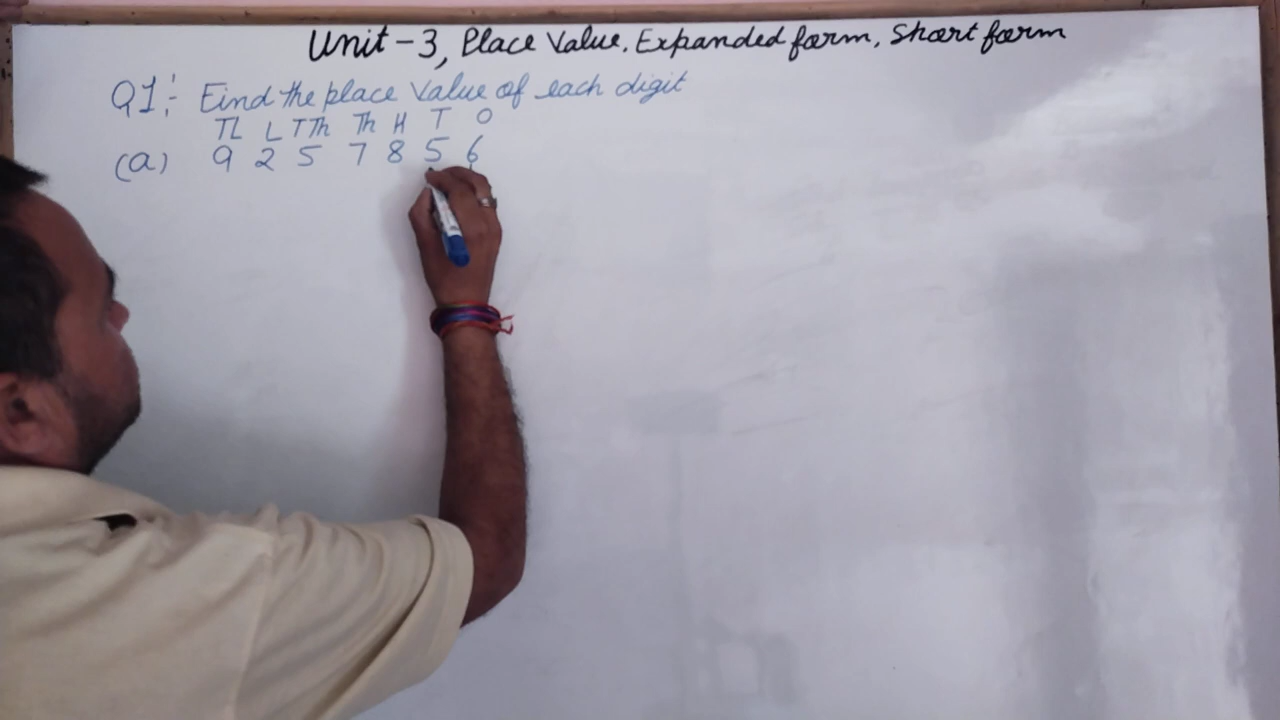 Unit - 3, Place Value, Expanded form, Short form
Q1:- Find the place value of each digit
TL L TTh Th H T O
(a) 9 2 5 7 8 5 6